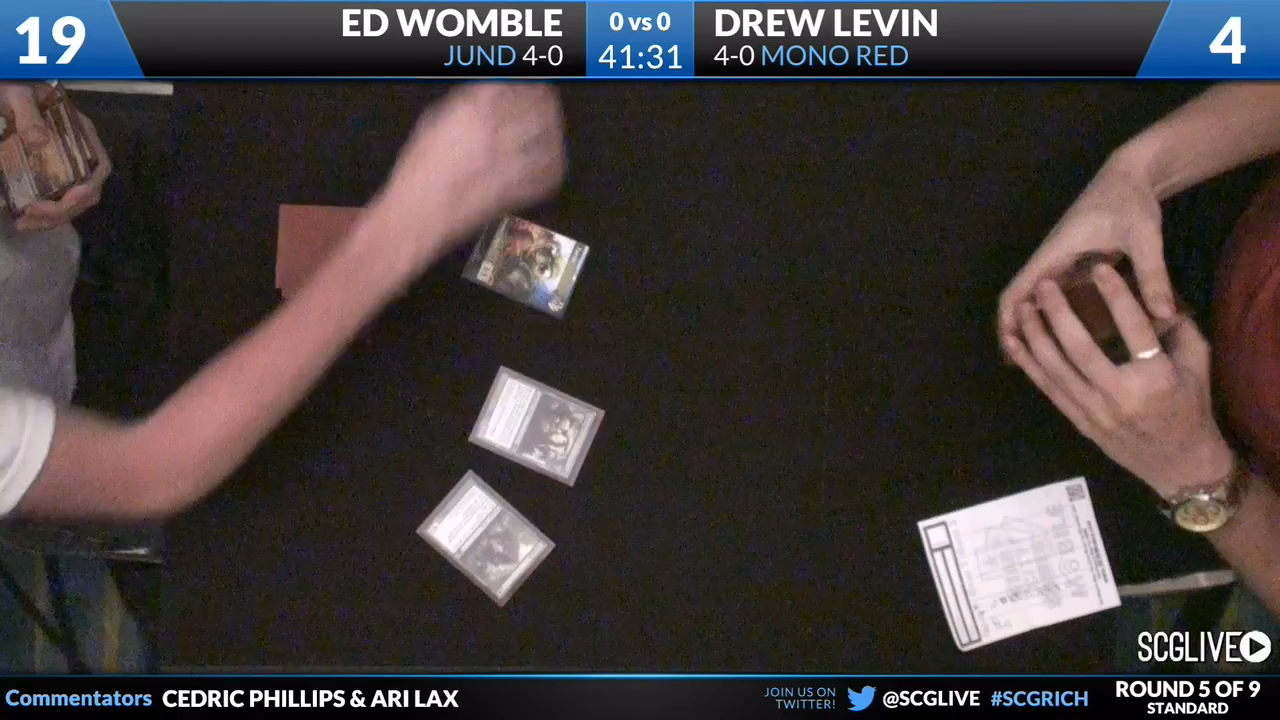 19
ED WOMBLE
JUND 4-0
0 vs 0
41:31
DREW LEVIN
4-0 MONO RED
4
SCGLIVE
Commentators CEDRIC PHILLIPS & ARI LAX
JOIN US ON
TWITTER!
@SCGLIVE #SCGRICH
ROUND 5 OF 9
STANDARD